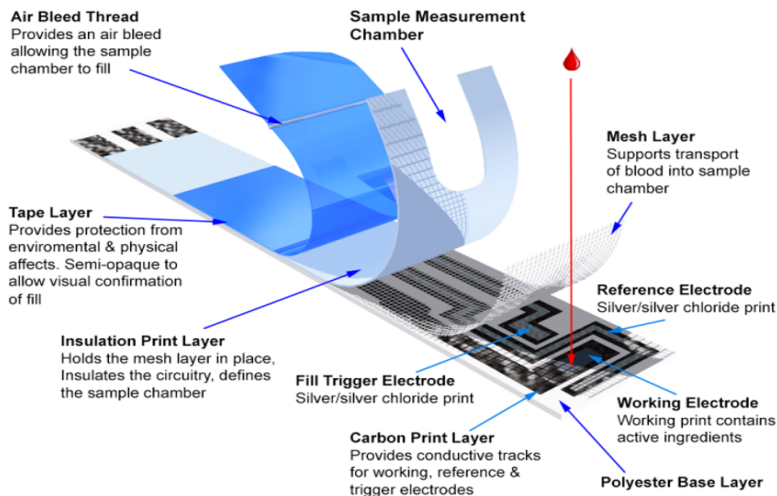 Air Bleed Thread
Provides an air bleed
allowing the sample
chamber to fill
Sample Measurement
Chamber
Mesh Layer
Supports transport
of blood into sample
chamber
Tape Layer
Provides protection from
enviromental & physical
affects. Semi-opaque to
allow visual confirmation
of fill
Reference Electrode
Silver/silver chloride print
Insulation Print Layer
Holds the mesh layer in place,
Insulates the circuitry, defines
the sample chamber
Fill Trigger Electrode
Silver/silver chloride print
Working Electrode
Working print contains
active ingredients
Carbon Print Layer
Provides conductive tracks
for working, reference &
trigger electrodes
Polyester Base Layer